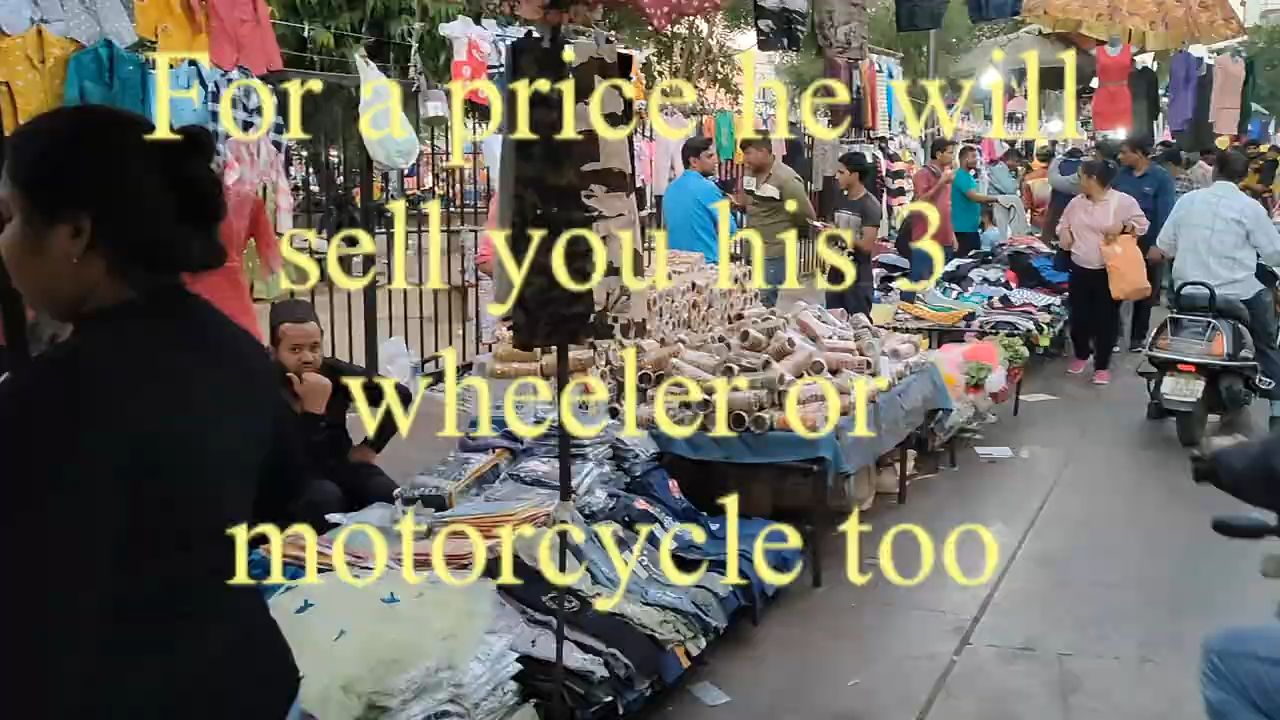 For a price he will
sell you his 3
wheeler or
motorcycle too